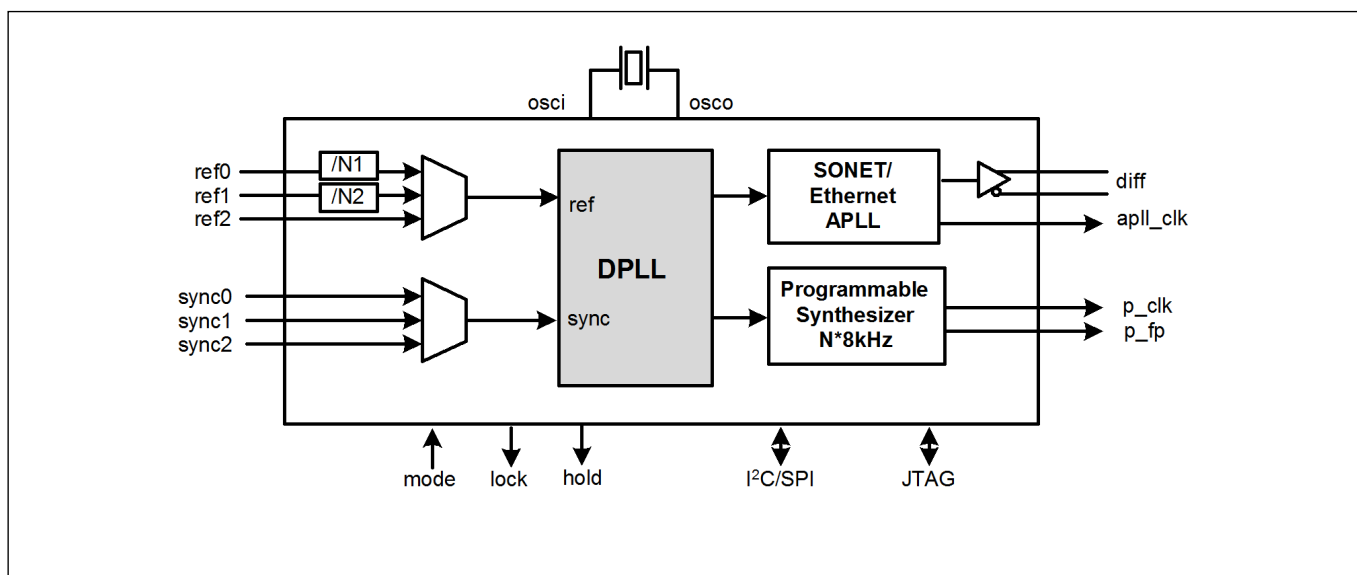 osci
osco
ref0
/N1
ref1
/N2
ref2
ref
sync0
sync1
sync2
sync
DPLL
SONET/
Ethernet
APLL
diff
apll_clk
Programmable
Synthesizer
N*8kHz
p_clk
p_fp
mode
lock
hold
I²C/SPI
JTAG